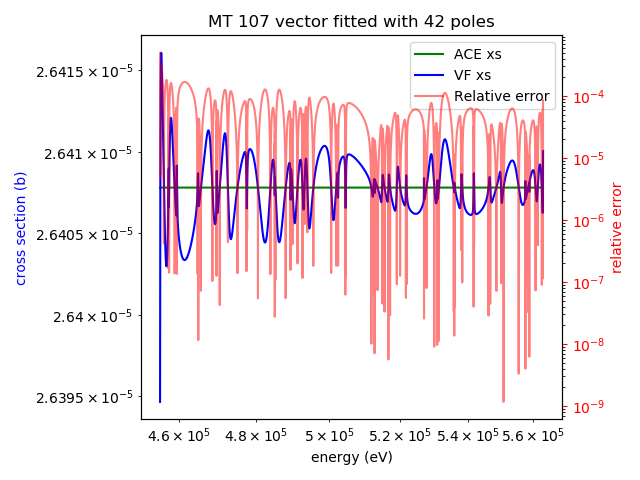 MT 107 vector fitted with 42 poles
ACE xs
VF xs
Relative error
2.6415 × 10⁻⁵
2.641 × 10⁻⁵
2.6405 × 10⁻⁵
2.64 × 10⁻⁵
2.6395 × 10⁻⁵
cross section (b)
10⁻⁴
10⁻⁵
10⁻⁶
10⁻⁷
10⁻⁸
10⁻⁹
relative error
4.6 × 10⁵ 4.8 × 10⁵ 5 × 10⁵ 5.2 × 10⁵ 5.4 × 10⁵ 5.6 × 10⁵
energy (eV)